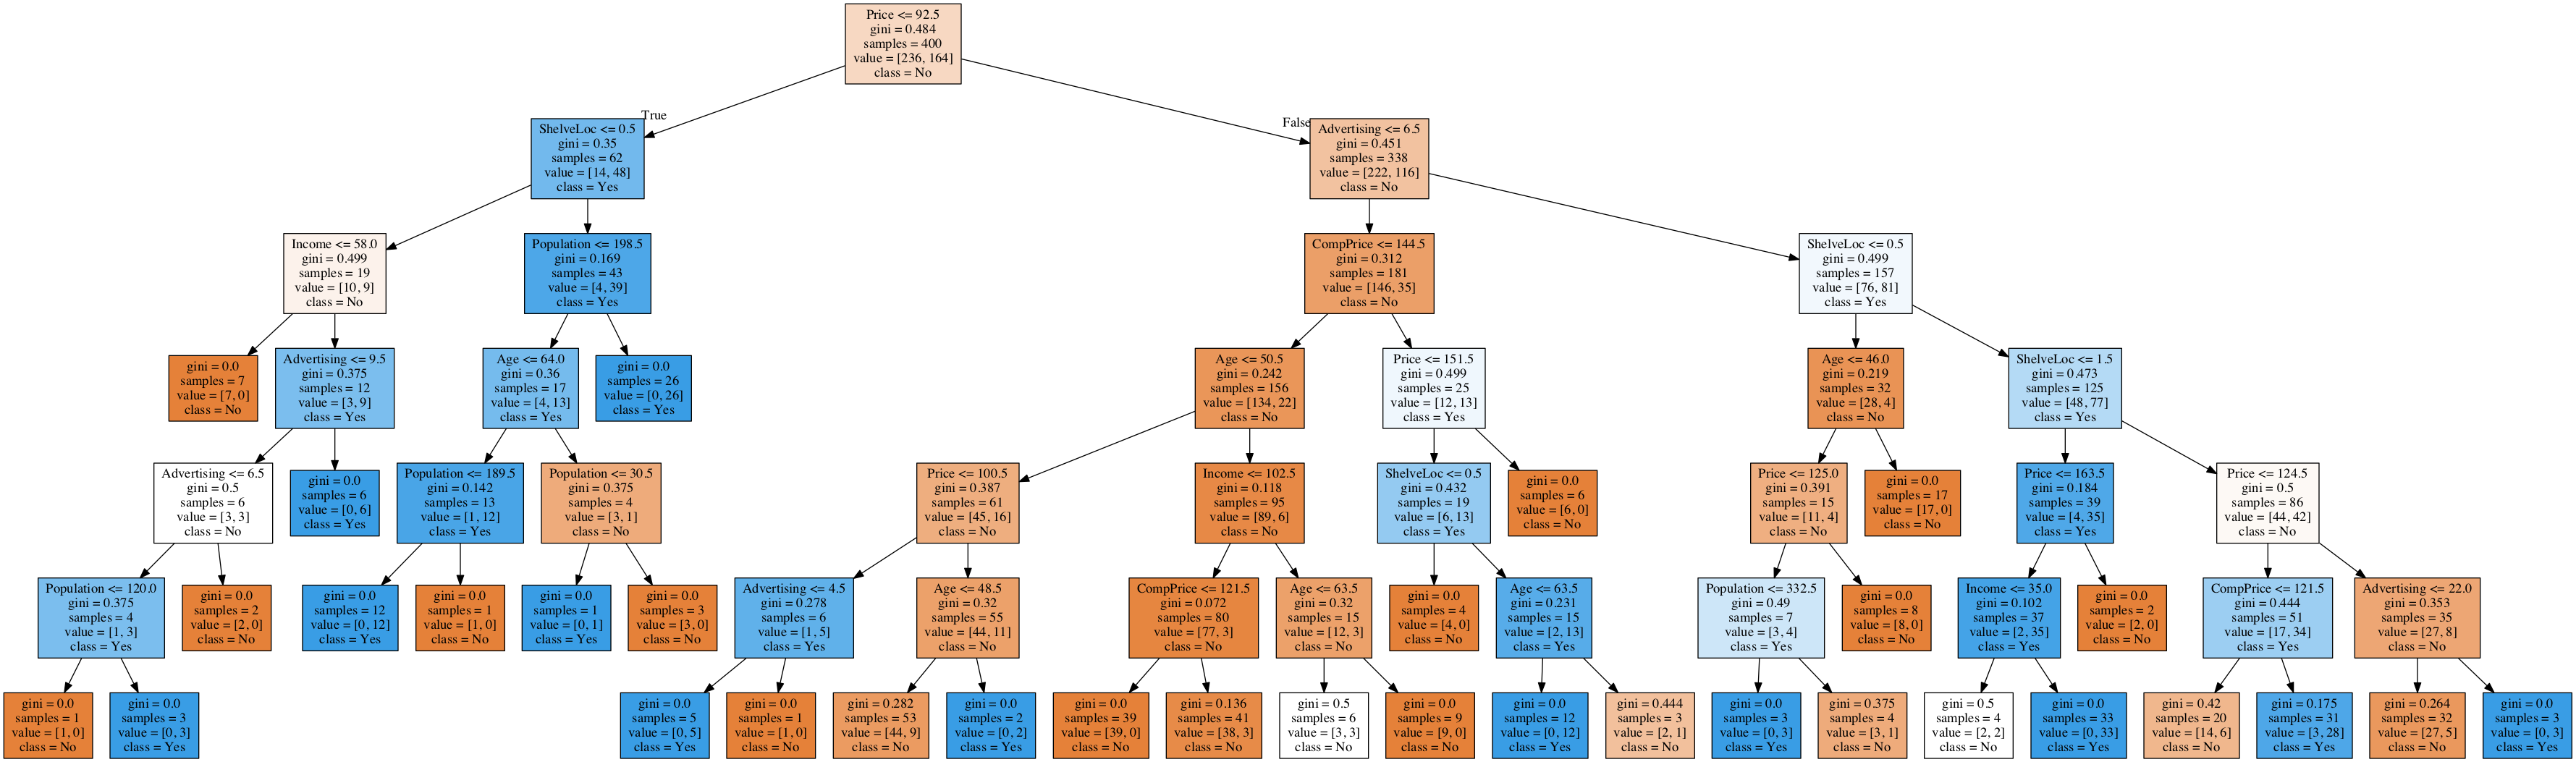 Price <= 92.5
gini = 0.484
samples = 400
value = [236, 164]
class = No
True
False
ShelveLoc <= 0.5
gini = 0.35
samples = 62
value = [14, 48]
class = Yes
Advertising <= 6.5
gini = 0.451
samples = 338
value = [222, 116]
class = No
Income <= 58.0
gini = 0.499
samples = 19
value = [10, 9]
class = No
Population <= 198.5
gini = 0.169
samples = 43
value = [4, 39]
class = Yes
CompPrice <= 144.5
gini = 0.312
samples = 181
value = [146, 35]
class = No
ShelveLoc <= 0.5
gini = 0.499
samples = 157
value = [76, 81]
class = Yes
gini = 0.0
samples = 7
value = [7, 0]
class = No
Advertising <= 9.5
gini = 0.375
samples = 12
value = [3, 9]
class = Yes
Age <= 64.0
gini = 0.36
samples = 17
value = [4, 13]
class = Yes
gini = 0.0
samples = 26
value = [0, 26]
class = Yes
Age <= 50.5
gini = 0.242
samples = 156
value = [134, 22]
class = No
Price <= 151.5
gini = 0.499
samples = 25
value = [12, 13]
class = Yes
Age <= 46.0
gini = 0.219
samples = 32
value = [28, 4]
class = No
ShelveLoc <= 1.5
gini = 0.473
samples = 125
value = [48, 77]
class = Yes
Advertising <= 6.5
gini = 0.5
samples = 6
value = [3, 3]
class = No
gini = 0.0
samples = 6
value = [0, 6]
class = Yes
Population <= 189.5
gini = 0.142
samples = 13
value = [1, 12]
class = Yes
Population <= 30.5
gini = 0.375
samples = 4
value = [3, 1]
class = No
Price <= 100.5
gini = 0.387
samples = 61
value = [45, 16]
class = No
Income <= 102.5
gini = 0.118
samples = 95
value = [89, 6]
class = No
ShelveLoc <= 0.5
gini = 0.432
samples = 19
value = [6, 13]
class = Yes
gini = 0.0
samples = 6
value = [6, 0]
class = No
Price <= 125.0
gini = 0.391
samples = 15
value = [11, 4]
class = No
gini = 0.0
samples = 17
value = [17, 0]
class = No
Price <= 163.5
gini = 0.184
samples = 39
value = [4, 35]
class = Yes
Price <= 124.5
gini = 0.5
samples = 86
value = [44, 42]
class = No
Population <= 120.0
gini = 0.375
samples = 4
value = [1, 3]
class = Yes
gini = 0.0
samples = 2
value = [2, 0]
class = No
gini = 0.0
samples = 12
value = [0, 12]
class = Yes
gini = 0.0
samples = 1
value = [1, 0]
class = No
gini = 0.0
samples = 1
value = [0, 1]
class = Yes
gini = 0.0
samples = 3
value = [3, 0]
class = No
Advertising <= 4.5
gini = 0.278
samples = 6
value = [1, 5]
class = Yes
Age <= 48.5
gini = 0.32
samples = 55
value = [44, 11]
class = No
CompPrice <= 121.5
gini = 0.072
samples = 80
value = [77, 3]
class = No
Age <= 63.5
gini = 0.32
samples = 15
value = [12, 3]
class = No
gini = 0.0
samples = 4
value = [4, 0]
class = No
Age <= 63.5
gini = 0.231
samples = 15
value = [2, 13]
class = Yes
Population <= 332.5
gini = 0.49
samples = 7
value = [3, 4]
class = Yes
gini = 0.0
samples = 8
value = [8, 0]
class = No
Income <= 35.0
gini = 0.102
samples = 37
value = [2, 35]
class = Yes
gini = 0.0
samples = 2
value = [2, 0]
class = No
CompPrice <= 121.5
gini = 0.444
samples = 51
value = [17, 34]
class = Yes
Advertising <= 22.0
gini = 0.353
samples = 35
value = [27, 8]
class = No
gini = 0.0
samples = 1
value = [1, 0]
class = No
gini = 0.0
samples = 3
value = [0, 3]
class = Yes
gini = 0.0
samples = 5
value = [0, 5]
class = Yes
gini = 0.0
samples = 1
value = [1, 0]
class = No
gini = 0.282
samples = 53
value = [44, 9]
class = No
gini = 0.0
samples = 2
value = [0, 2]
class = Yes
gini = 0.0
samples = 39
value = [39, 0]
class = No
gini = 0.136
samples = 41
value = [38, 3]
class = No
gini = 0.5
samples = 6
value = [3, 3]
class = No
gini = 0.0
samples = 9
value = [9, 0]
class = No
gini = 0.0
samples = 12
value = [0, 12]
class = Yes
gini = 0.444
samples = 3
value = [2, 1]
class = No
gini = 0.0
samples = 3
value = [0, 3]
class = Yes
gini = 0.375
samples = 4
value = [3, 1]
class = No
gini = 0.5
samples = 4
value = [2, 2]
class = No
gini = 0.0
samples = 33
value = [0, 33]
class = Yes
gini = 0.42
samples = 20
value = [14, 6]
class = No
gini = 0.175
samples = 31
value = [3, 28]
class = Yes
gini = 0.264
samples = 32
value = [27, 5]
class = No
gini = 0.0
samples = 3
value = [0, 3]
class = Yes